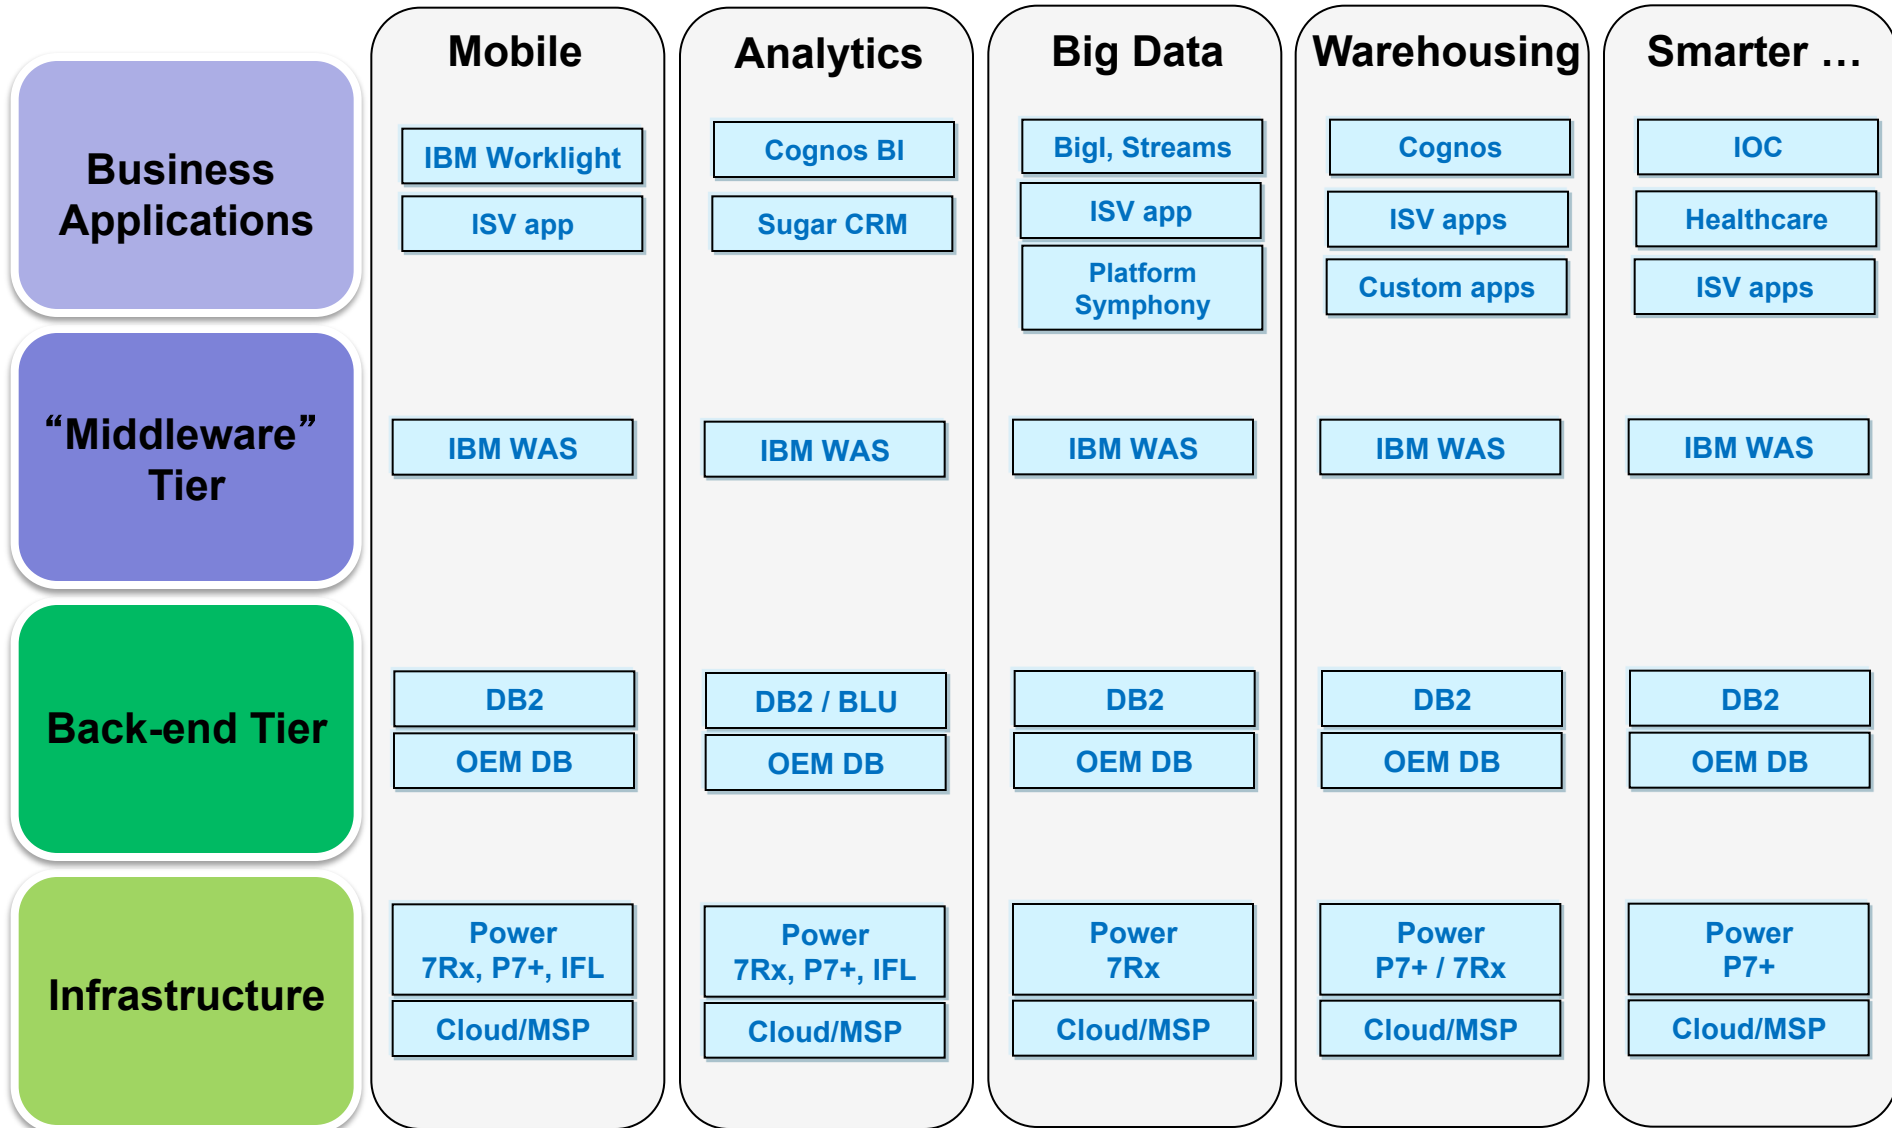 Mobile
Analytics
Big Data
Warehousing
Smarter ...
Business
Applications
IBM Worklight
Cognos BI
BigI, Streams
Cognos
IOC
ISV app
Sugar CRM
ISV app
ISV apps
Healthcare
Platform
Symphony
Custom apps
ISV apps
“Middleware”
Tier
IBM WAS
IBM WAS
IBM WAS
IBM WAS
IBM WAS
Back-end Tier
DB2
DB2 / BLU
DB2
DB2
DB2
OEM DB
OEM DB
OEM DB
OEM DB
OEM DB
Infrastructure
Power
7Rx, P7+, IFL
Power
7Rx, P7+, IFL
Power
7Rx
Power
P7+ / 7Rx
Power
P7+
Cloud/MSP
Cloud/MSP
Cloud/MSP
Cloud/MSP
Cloud/MSP